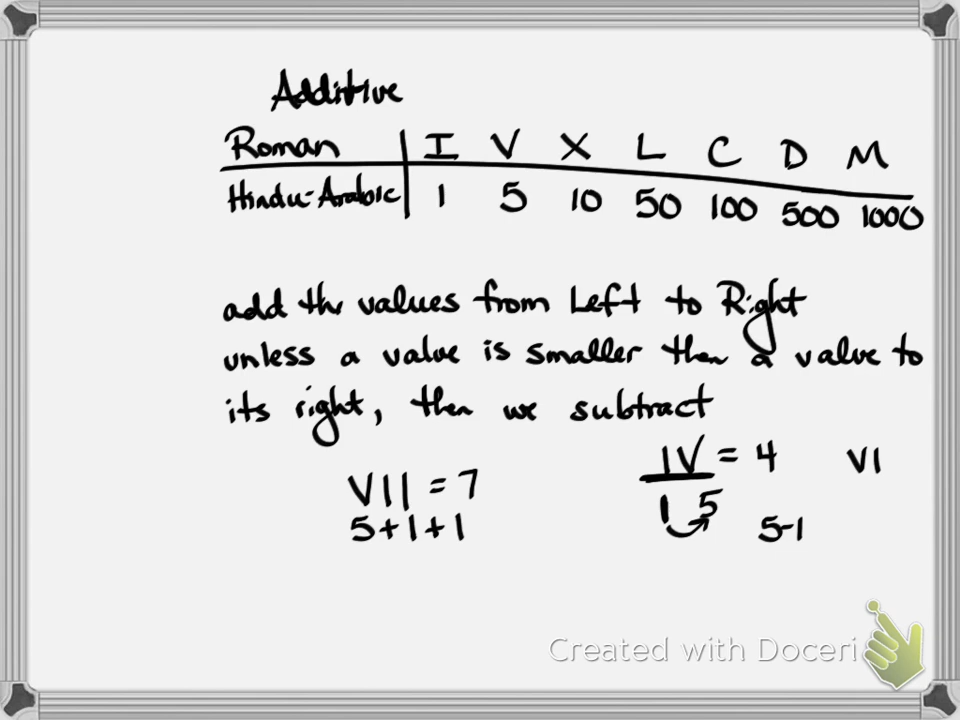 Additive
Roman I V X L C D M
Hindu-Arabic 1 5 10 50 100 500 1000
add the values from Left to Right
unless a value is smaller then a value to
its right, then we subtract
VII = 7
5+1+1
IV = 4 VI
1 5
5-1
Created with Doceri